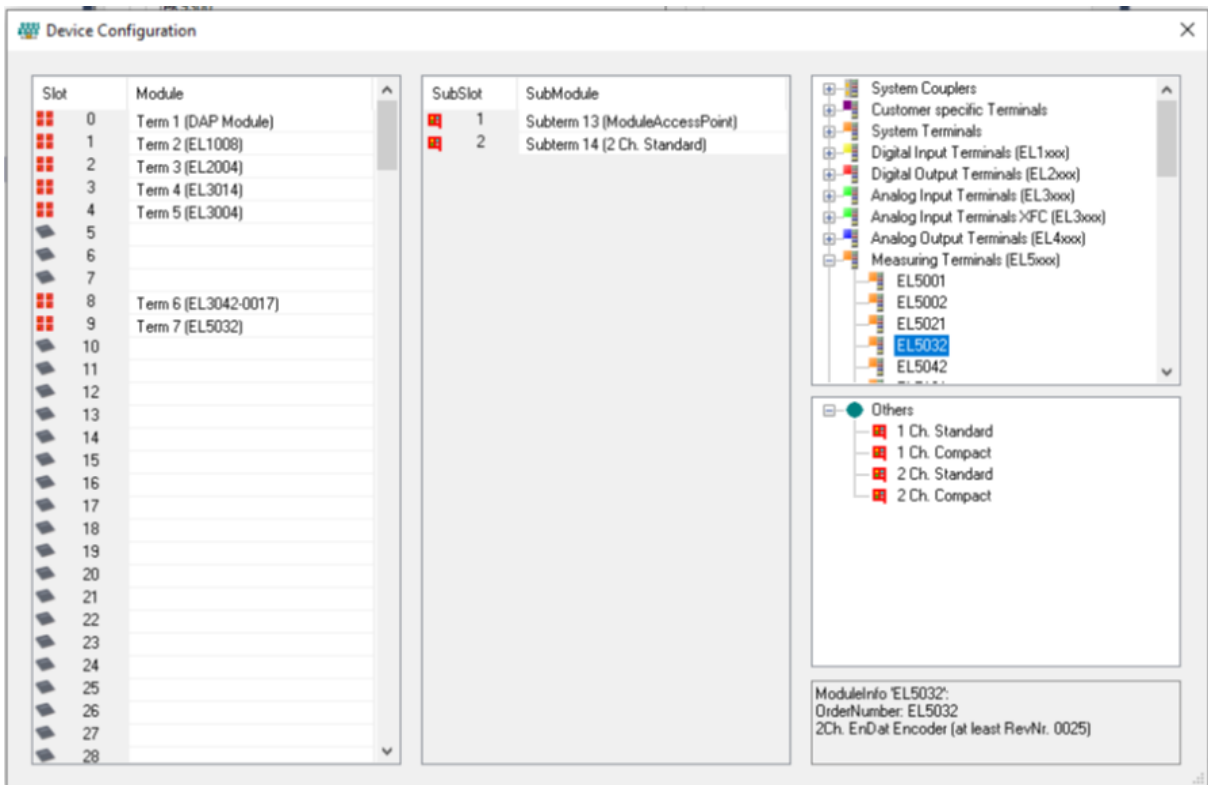 Device Configuration
Slot Module
0 Term 1 (DAP Module)
1 Term 2 (EL1008)
2 Term 3 (EL2004)
3 Term 4 (EL3014)
4 Term 5 (EL3004)
5
6
7
8 Term 6 (EL3042-0017)
9 Term 7 (EL5032)
10
11
12
13
14
15
16
17
18
19
20
21
22
23
24
25
26
27
28
SubSlot SubModule
1 Subterm 13 (ModuleAccessPoint)
2 Subterm 14 (2 Ch. Standard)
System Couplers
Customer specific Terminals
System Terminals
Digital Input Terminals (EL1xxx)
Digital Output Terminals (EL2xxx)
Analog Input Terminals (EL3xxx)
Analog Input Terminals XFC (EL3xxx)
Analog Output Terminals (EL4xxx)
Measuring Terminals (EL5xxx)
EL5001
EL5002
EL5021
EL5032
EL5042
Others
1 Ch. Standard
1 Ch. Compact
2 Ch. Standard
2 Ch. Compact
ModuleInfo 'EL5032':
OrderNumber: EL5032
2Ch. EnDat Encoder (at least RevNr. 0025)